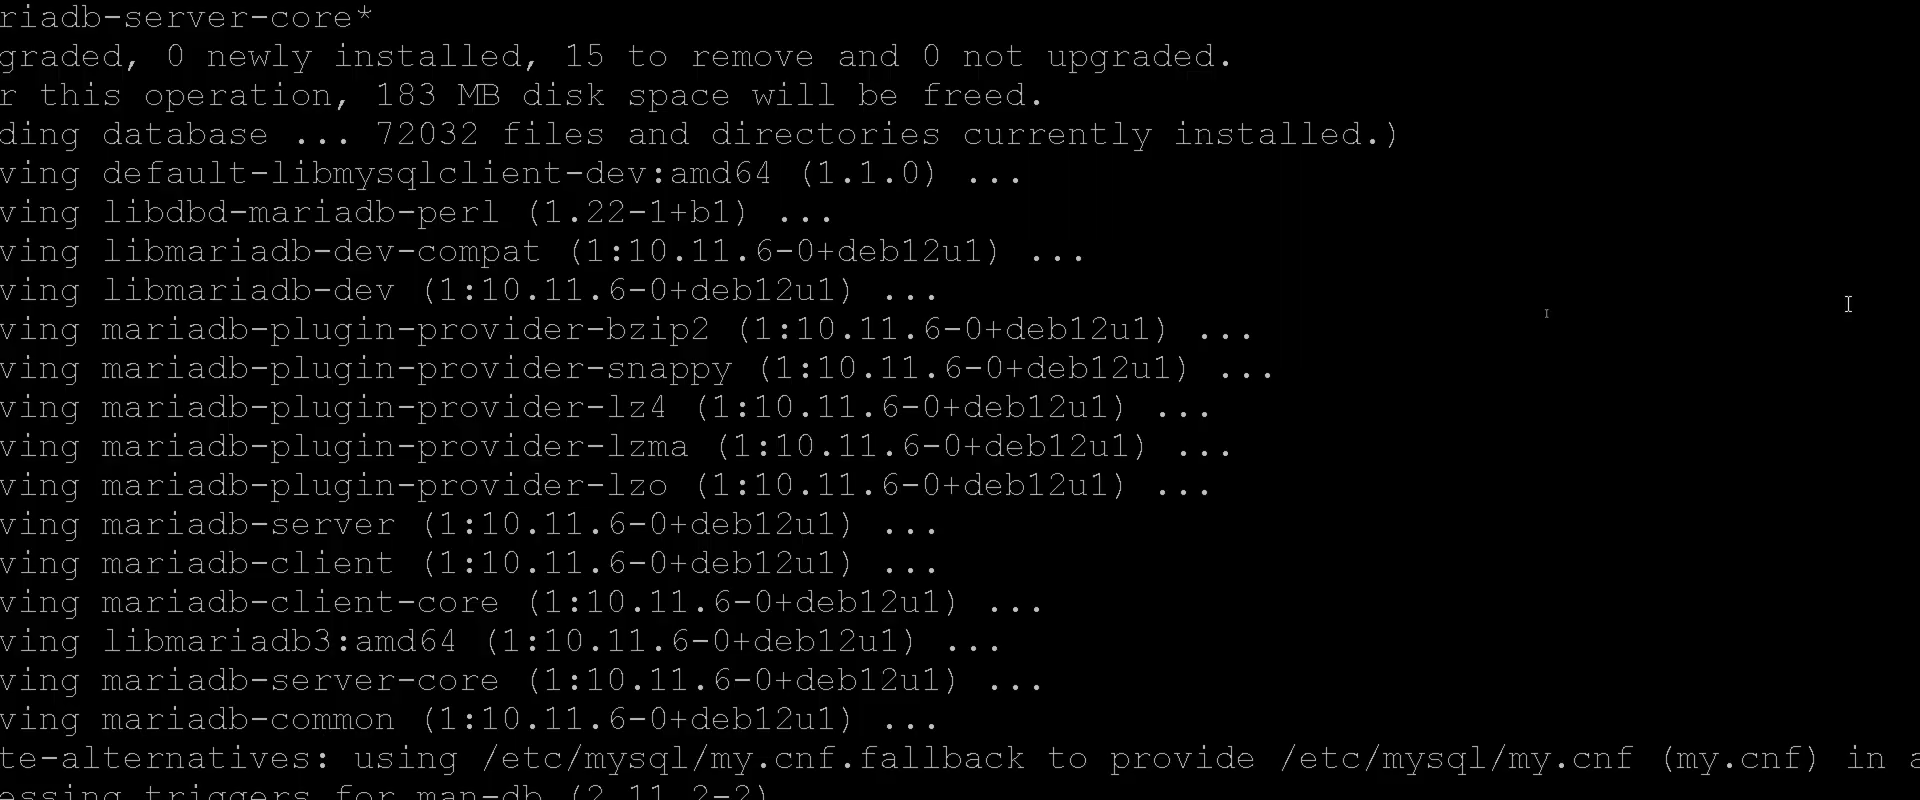 riadb-server-core*
graded, 0 newly installed, 15 to remove and 0 not upgraded.
r this operation, 183 MB disk space will be freed.
ding database ... 72032 files and directories currently installed.)
ving default-libmysqlclient-dev:amd64 (1.1.0) ...
ving libdbd-mariadb-perl (1.22-1+b1) ...
ving libmariadb-dev-compat (1:10.11.6-0+deb12u1) ...
ving libmariadb-dev (1:10.11.6-0+deb12u1) ...
ving mariadb-plugin-provider-bzip2 (1:10.11.6-0+deb12u1) ...
ving mariadb-plugin-provider-snappy (1:10.11.6-0+deb12u1) ...
ving mariadb-plugin-provider-lz4 (1:10.11.6-0+deb12u1) ...
ving mariadb-plugin-provider-lzma (1:10.11.6-0+deb12u1) ...
ving mariadb-plugin-provider-lzo (1:10.11.6-0+deb12u1) ...
ving mariadb-server (1:10.11.6-0+deb12u1) ...
ving mariadb-client (1:10.11.6-0+deb12u1) ...
ving mariadb-client-core (1:10.11.6-0+deb12u1) ...
ving libmariadb3:amd64 (1:10.11.6-0+deb12u1) ...
ving mariadb-server-core (1:10.11.6-0+deb12u1) ...
ving mariadb-common (1:10.11.6-0+deb12u1) ...
te-alternatives: using /etc/mysql/my.cnf.fallback to provide /etc/mysql/my.cnf (my.cnf) in a
essing triggers for man-db (2.11.2-2)